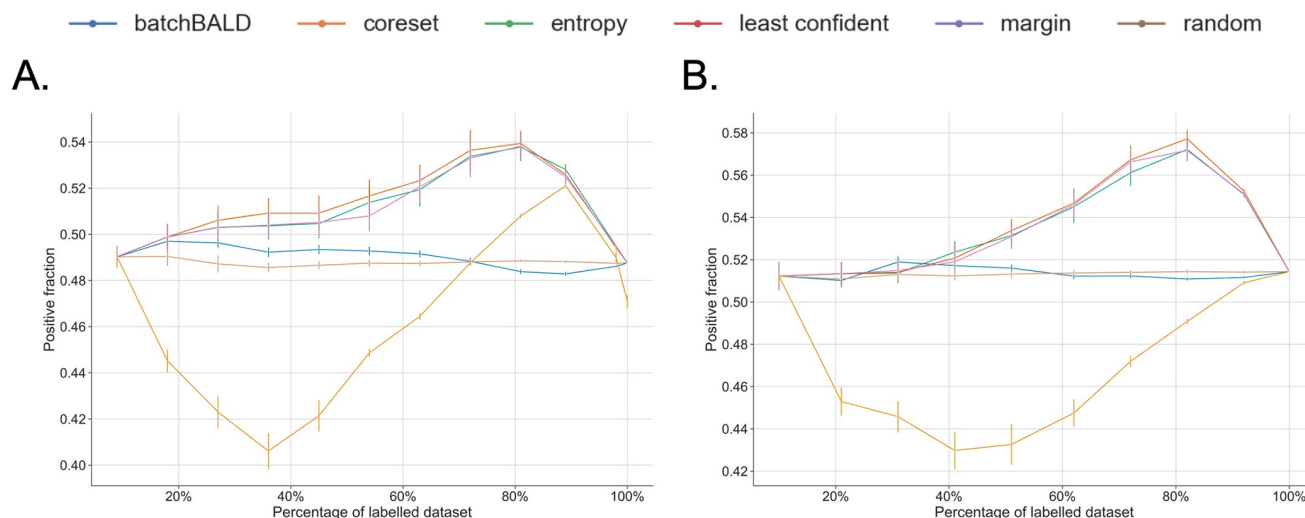 batchBALD coreset entropy least confident margin random
A. B.
0.54
0.52
0.50
0.48
0.46
0.44
0.42
0.40
Positive fraction
20% 40% 60% 80% 100%
Percentage of labelled dataset
0.58
0.56
0.54
0.52
0.50
0.48
0.46
0.44
0.42
Positive fraction
20% 40% 60% 80% 100%
Percentage of labelled dataset